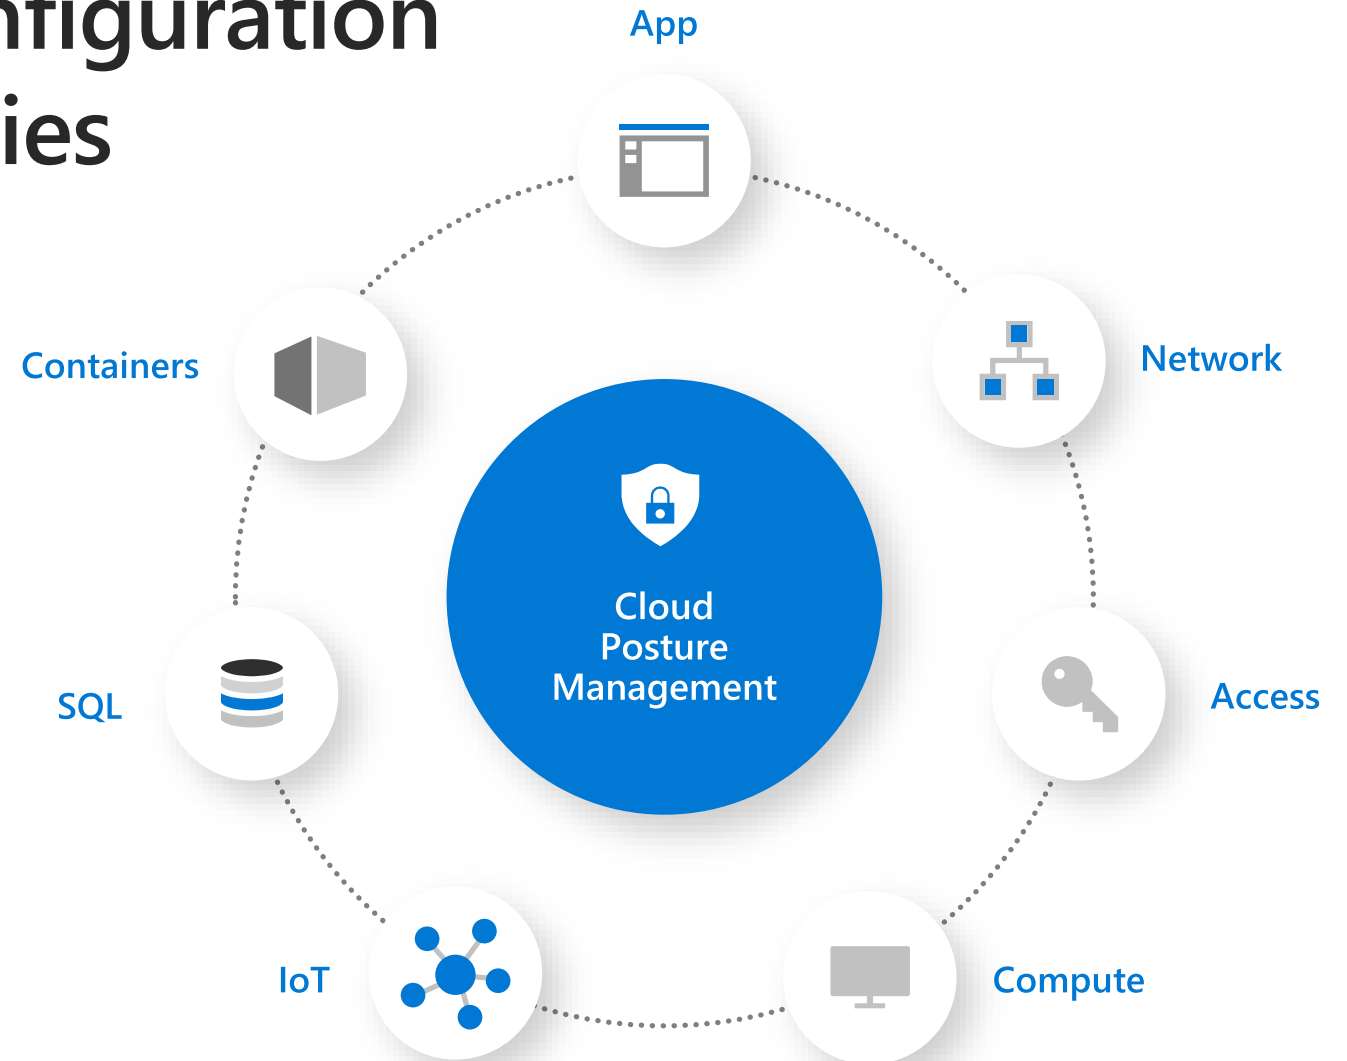 nfiguration
ies
App
Containers
Network
Cloud
Posture
Management
SQL
Access
IoT
Compute